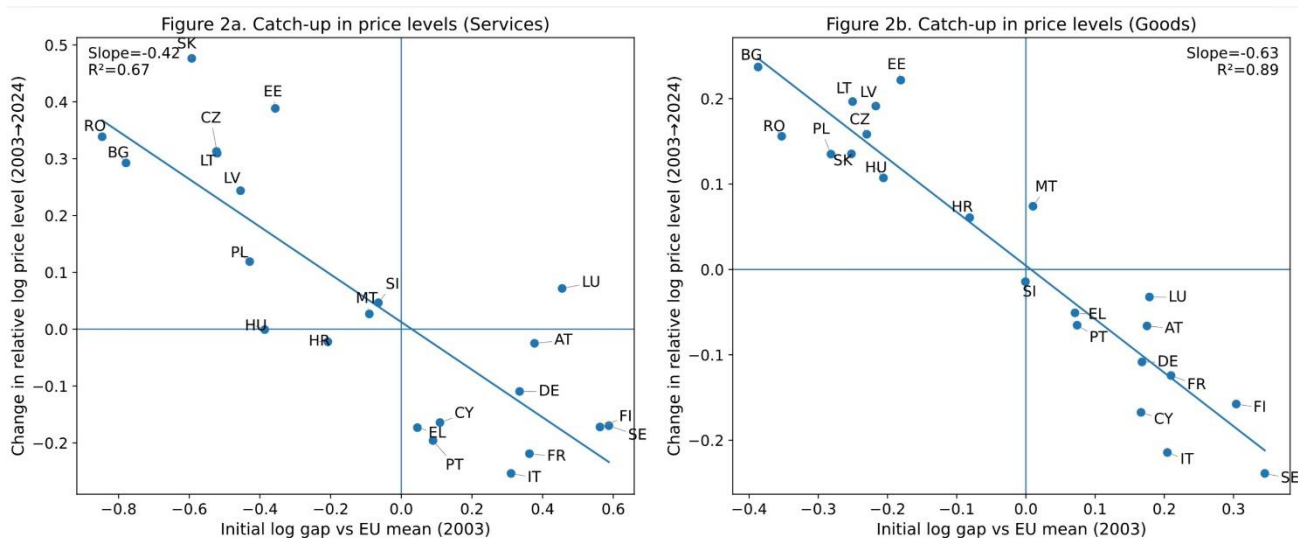 Figure 2a. Catch-up in price levels (Services)
Slope=-0.42
R²=0.67
SK
EE
CZ
RO
BG
LT
LV
PL
SI
MT
HU
HR
LU
AT
DE
CY
EL
PT
FI
SE
FR
IT
0.5
0.4
0.3
0.2
0.1
0.0
−0.1
−0.2
−0.8
−0.6
−0.4
−0.2
0.0
0.2
0.4
0.6
Change in relative log price level (2003→2024)
Initial log gap vs EU mean (2003)
Figure 2b. Catch-up in price levels (Goods)
Slope=-0.63
R²=0.89
BG
EE
LT
LV
CZ
RO
PL
SK
HU
MT
HR
SI
LU
EL
AT
PT
DE
FR
FI
CY
IT
SE
0.2
0.1
0.0
−0.1
−0.2
−0.4
−0.3
−0.2
−0.1
0.0
0.1
0.2
0.3
Change in relative log price level (2003→2024)
Initial log gap vs EU mean (2003)